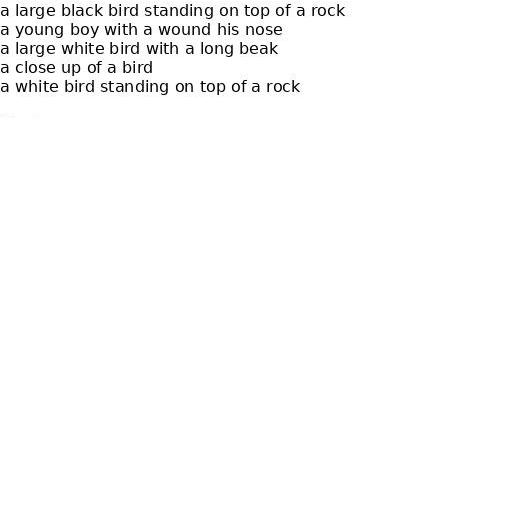 a large black bird standing on top of a rock
a young boy with a wound his nose
a large white bird with a long beak
a close up of a bird
a white bird standing on top of a rock